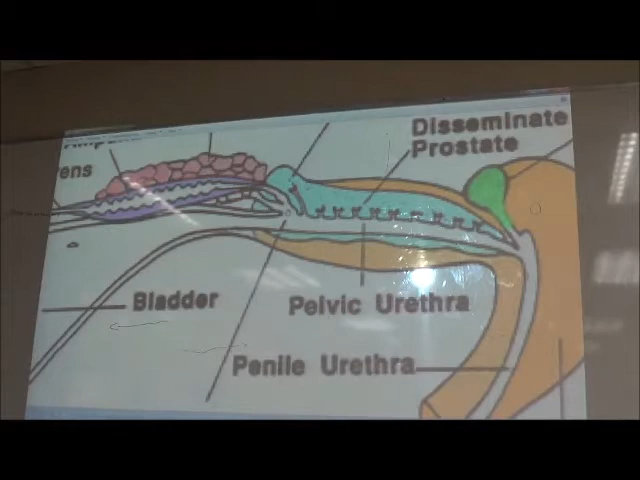 Disseminate
Prostate
ens
Bladder
Pelvic Urethra
Penile Urethra